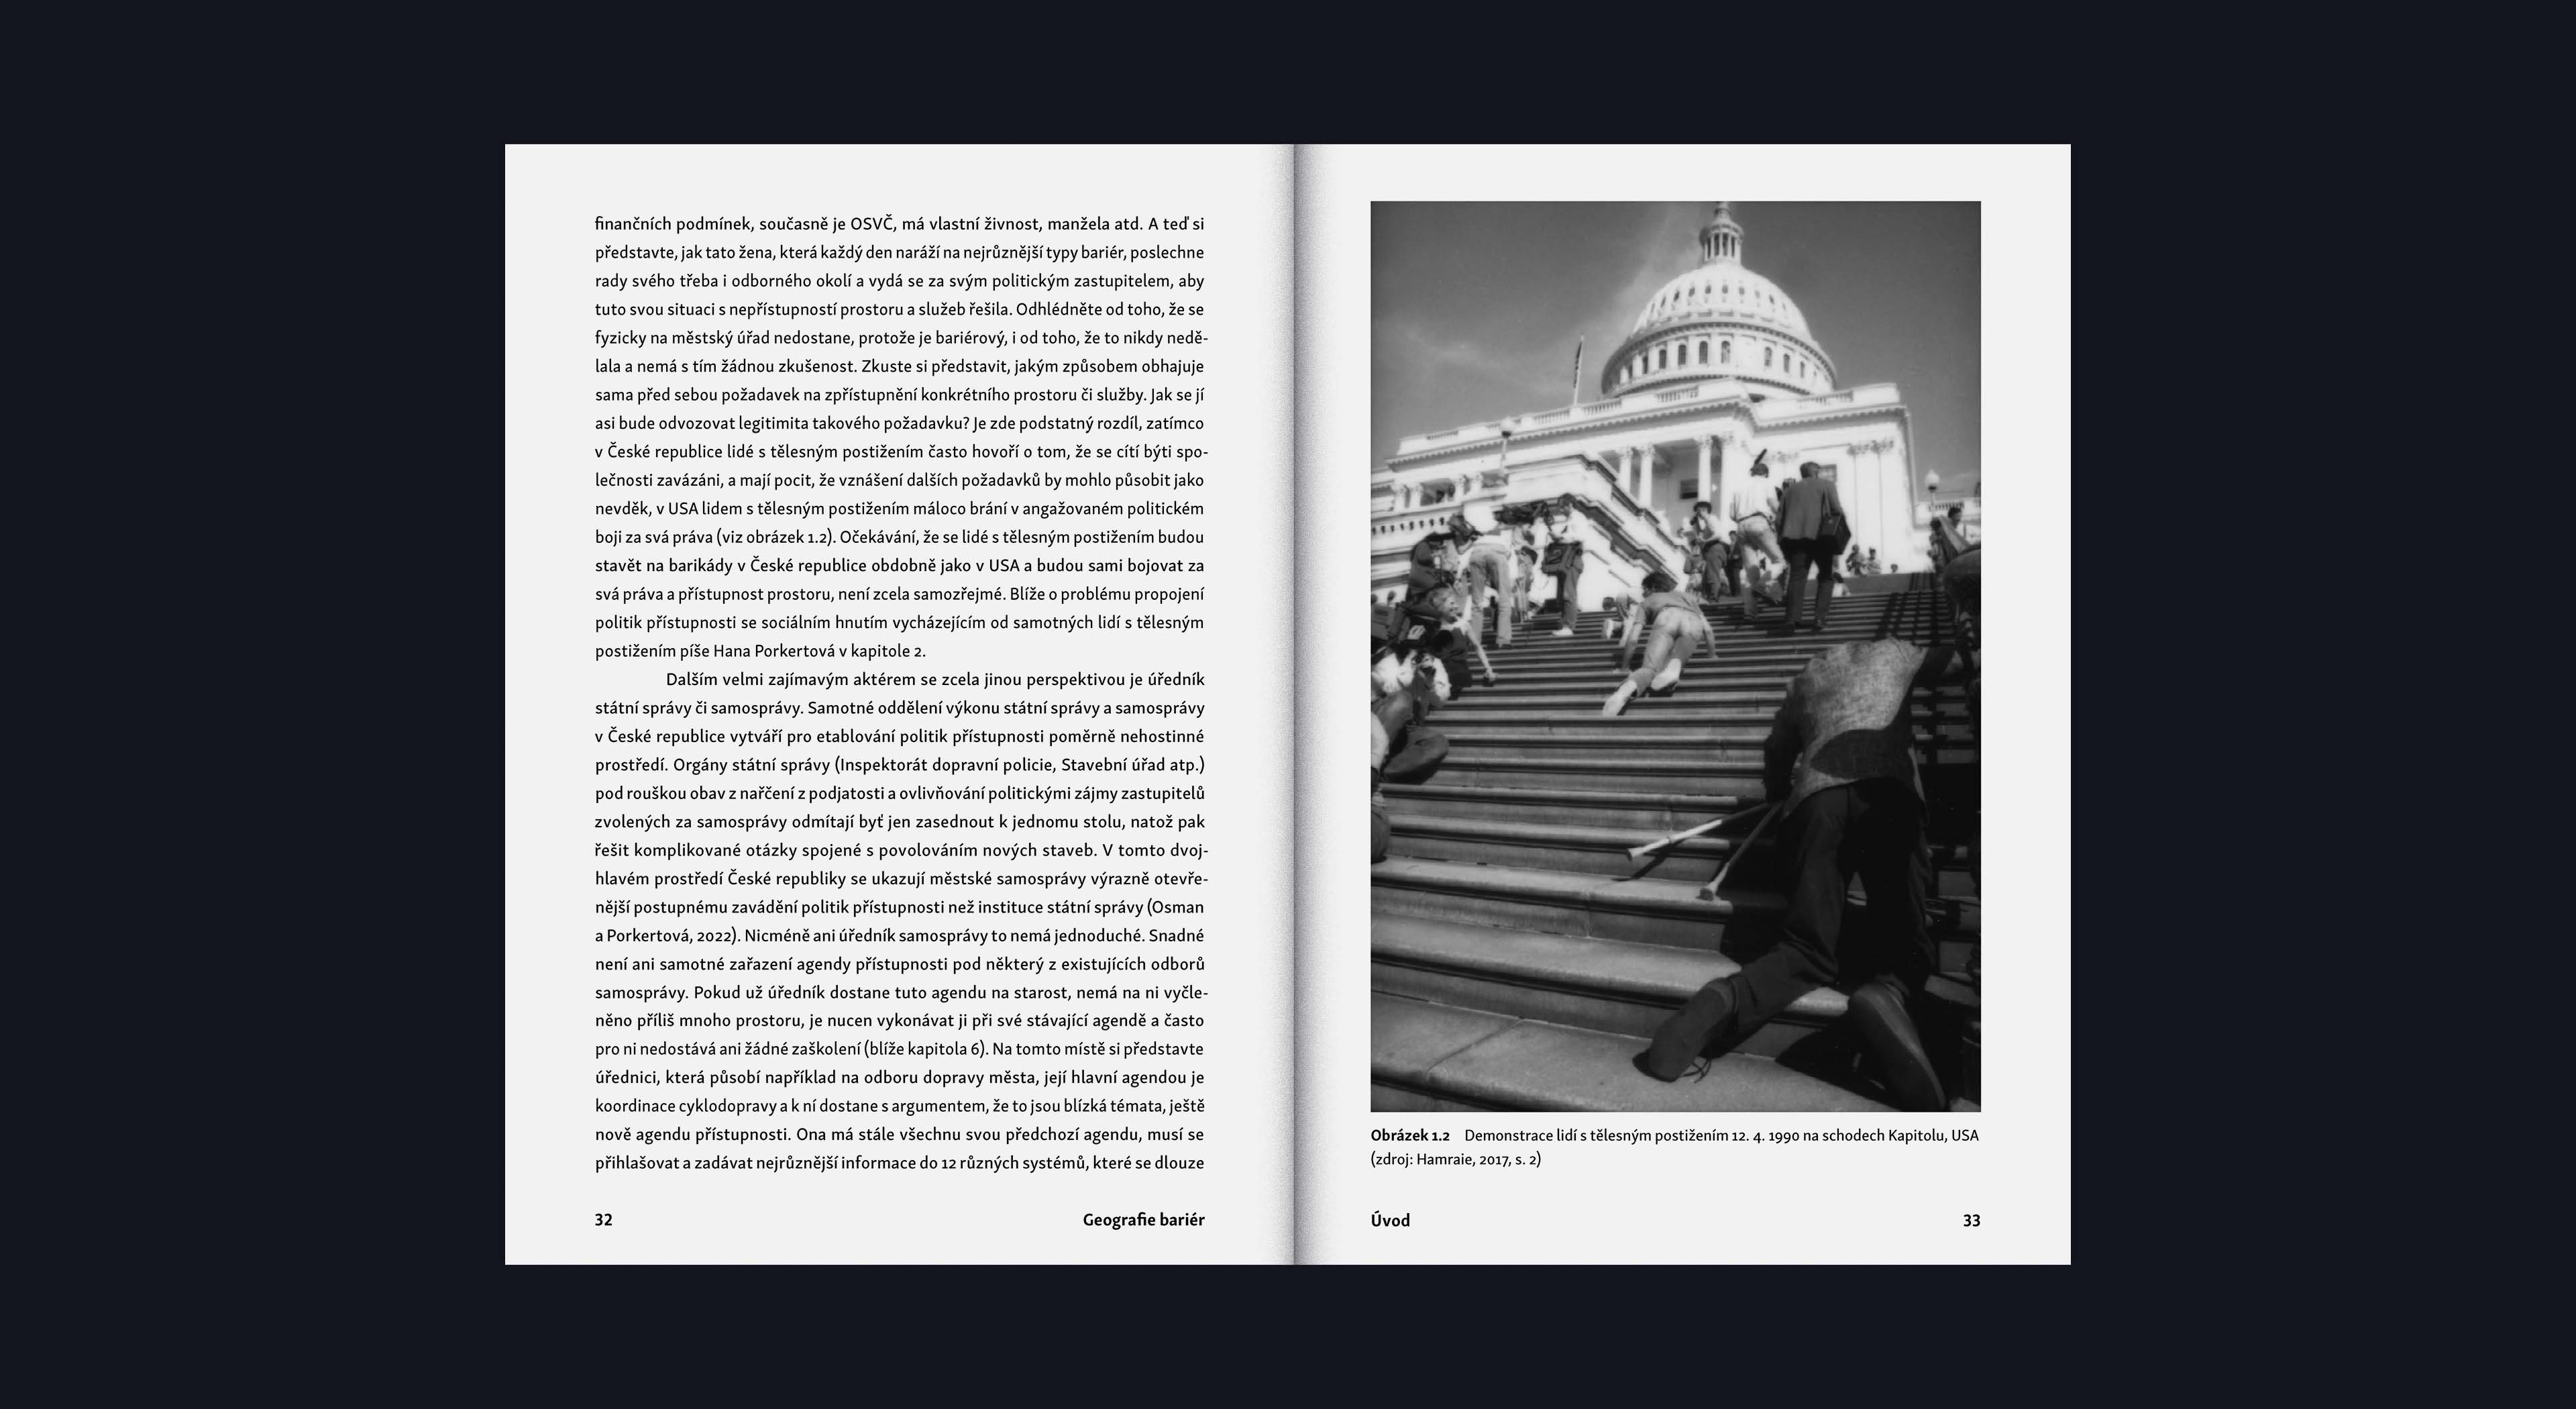 finančních podmínek, současně je OSVČ, má vlastní živnost, manžela atd. A teď si
představte, jak tato žena, která každý den naráží na nejrůznější typy bariér, poslechne
rady svého třeba i odborného okolí a vydá se za svým politickým zastupitelem, aby
tuto svou situaci s nepřístupností prostoru a služeb řešila. Odhlédněte od toho, že se
fyzicky na městský úřad nedostane, protože je bariérový, i od toho, že to nikdy nedě-
lala a nemá s tím žádnou zkušenost. Zkuste si představit, jakým způsobem obhajuje
sama před sebou požadavek na zpřístupnění konkrétního prostoru či služby. Jak se jí
asi bude odvozovat legitimita takového požadavku? Je zde podstatný rozdíl, zatímco
v České republice lidé s tělesným postižením často hovoří o tom, že se cítí býti spo-
lečnosti zavázáni, a mají pocit, že vznášení dalších požadavků by mohlo působit jako
nevděk, v USA lidem s tělesným postižením máloco brání v angažovaném politickém
boji za svá práva (viz obrázek 1.2). Očekávání, že se lidé s tělesným postižením budou
stavět na barikády v České republice obdobně jako v USA a budou sami bojovat za
svá práva a přístupnost prostoru, není zcela samozřejmé. Blíže o problému propojení
politik přístupnosti se sociálním hnutím vycházejícím od samotných lidí s tělesným
postižením píše Hana Porkertová v kapitole 2.
Dalším velmi zajímavým aktérem se zcela jinou perspektivou je úředník
státní správy či samosprávy. Samotné oddělení výkonu státní správy a samosprávy
v České republice vytváří pro etablování politik přístupnosti poměrně nehostinné
prostředí. Orgány státní správy (Inspektorát dopravní policie, Stavební úřad atp.)
pod rouškou obav z nařčení z podjatosti a ovlivňování politickými zájmy zastupitelů
zvolených za samosprávy odmítají byť jen zasednout k jednomu stolu, natož pak
řešit komplikované otázky spojené s povolováním nových staveb. V tomto dvoj-
hlavém prostředí České republiky se ukazují městské samosprávy výrazně otevře-
nější postupnému zavádění politik přístupnosti než instituce státní správy (Osman
a Porkertová, 2022). Nicméně ani úředník samosprávy to nemá jednoduché. Snadné
není ani samotné zařazení agendy přístupnosti pod některý z existujících odborů
samosprávy. Pokud už úředník dostane tuto agendu na starost, nemá na ni vyčle-
něno příliš mnoho prostoru, je nucen vykonávat ji při své stávající agendě a často
pro ni nedostává ani žádné zaškolení (blíže kapitola 6). Na tomto místě si představte
úřednici, která působí například na odboru dopravy města, její hlavní agendou je
koordinace cyklodopravy a k ní dostane s argumentem, že to jsou blízká témata, ještě
nově agendu přístupnosti. Ona má stále všechnu svou předchozí agendu, musí se
přihlašovat a zadávat nejrůznější informace do 12 různých systémů, které se dlouze
32
Geografie bariér
Obrázek 1.2 Demonstrace lidí s tělesným postižením 12. 4. 1990 na schodech Kapitolu, USA
(zdroj: Hamraie, 2017, s. 2)
Úvod
33